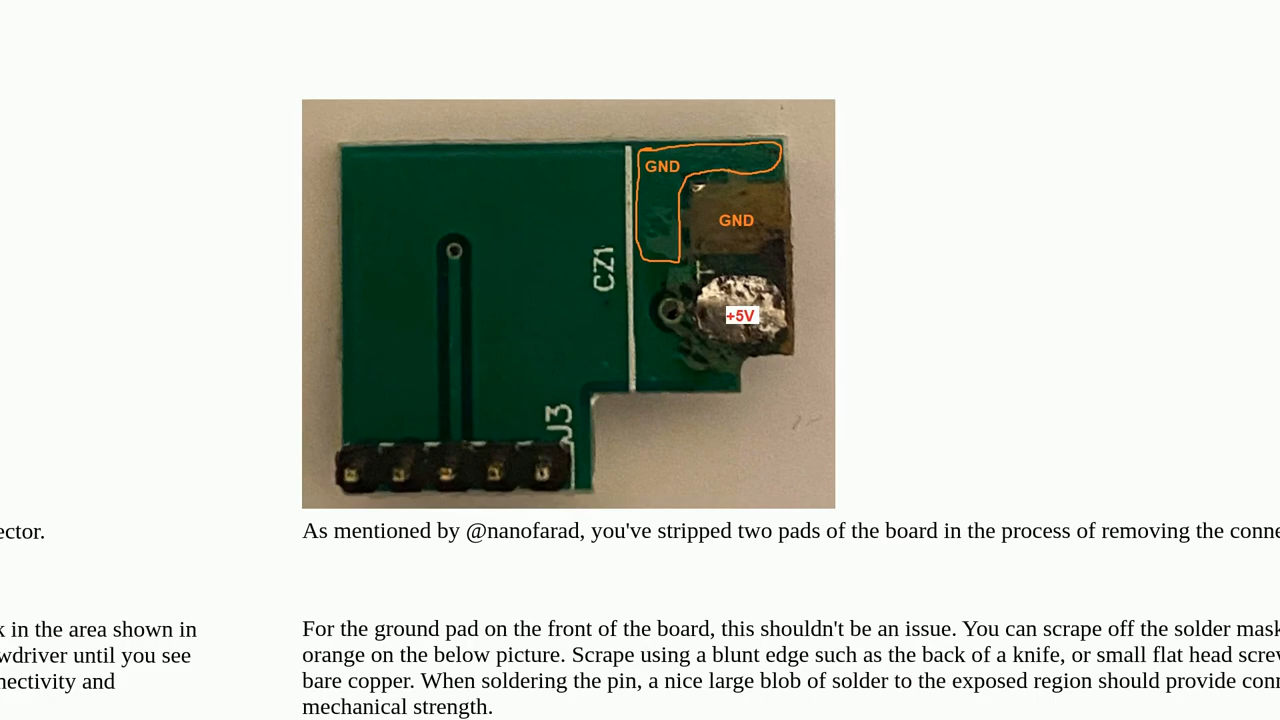 GND
GND
CZ1
+5V
J3
ector.
As mentioned by @nanofarad, you've stripped two pads of the board in the process of removing the conne
k in the area shown in
wdriver until you see
nectivity and
For the ground pad on the front of the board, this shouldn't be an issue. You can scrape off the solder mask
orange on the below picture. Scrape using a blunt edge such as the back of a knife, or small flat head screw
bare copper. When soldering the pin, a nice large blob of solder to the exposed region should provide conn
mechanical strength.